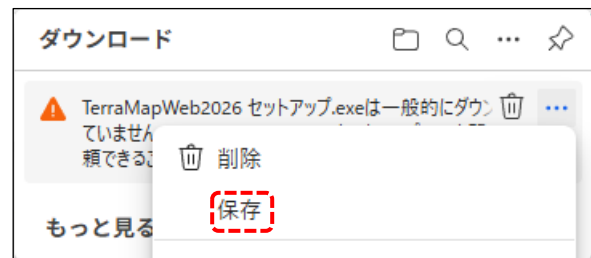 ダウンロード
TerraMapWeb2026 セットアップ.exeは一般的にダウン
ていません
頼できるこ
削除
保存
もっと見る